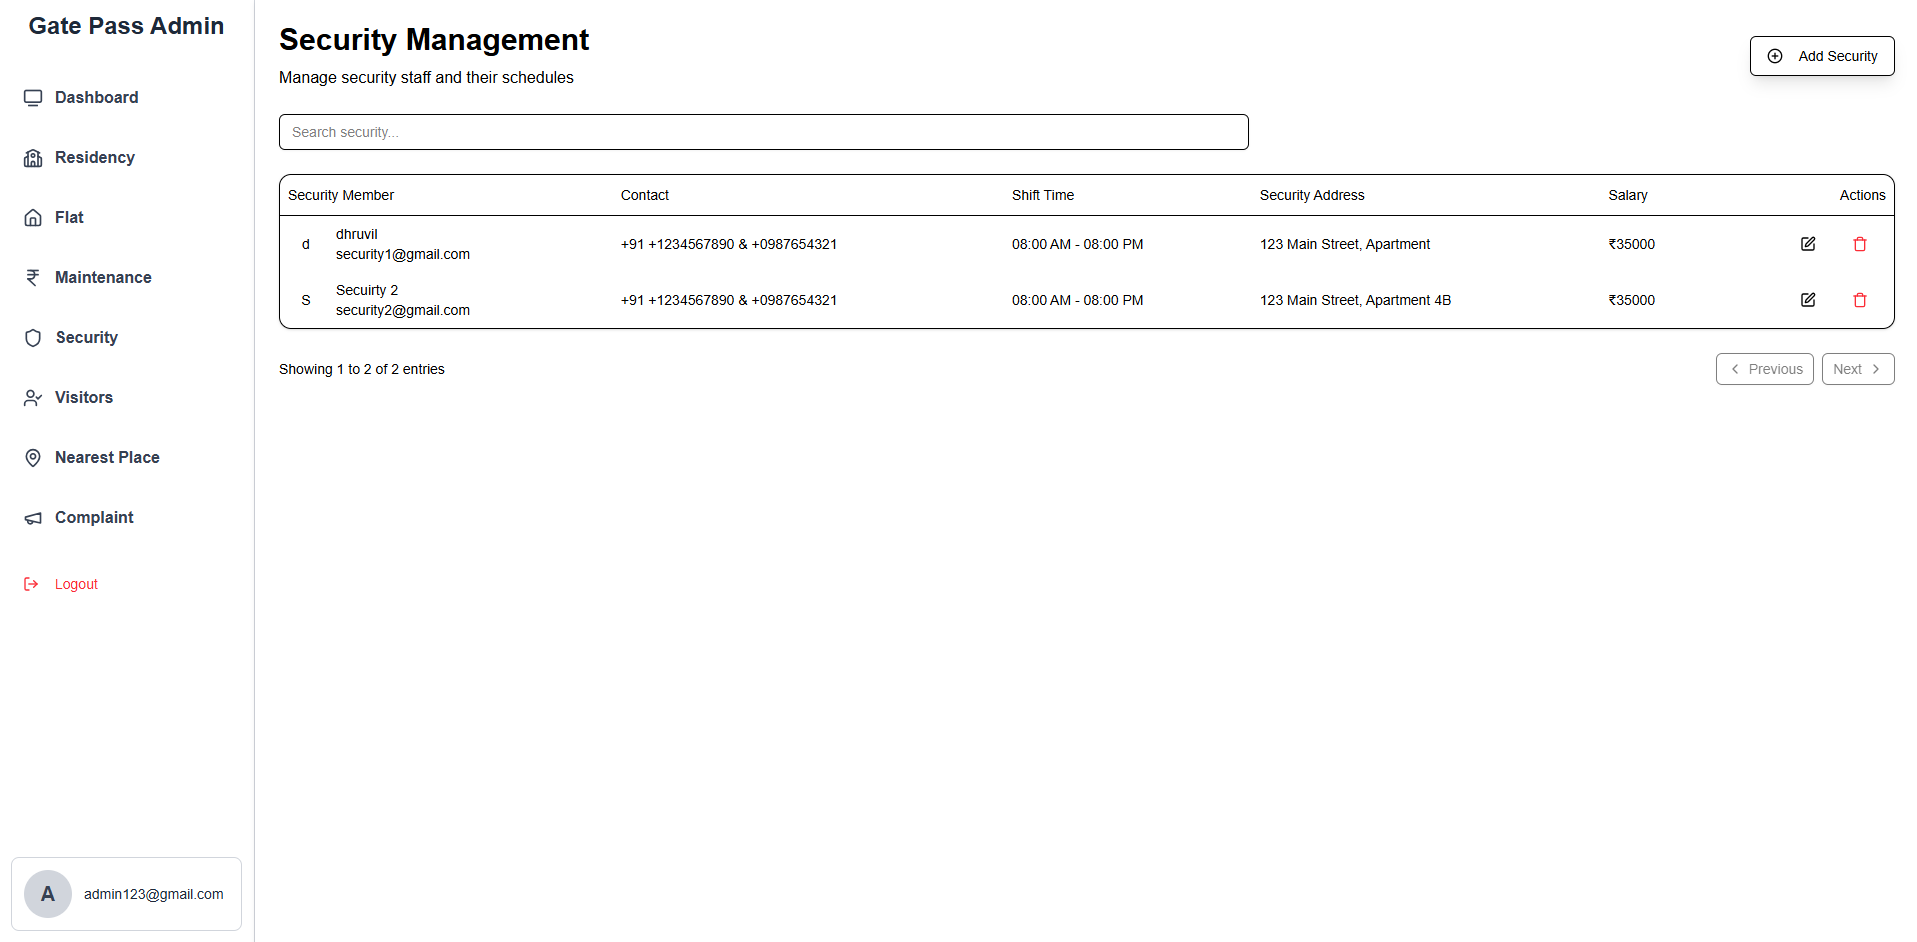 Gate Pass Admin
Dashboard
Residency
Flat
Maintenance
Security
Visitors
Nearest Place
Complaint
Logout
A
admin123@gmail.com
Security Management
Manage security staff and their schedules
Add Security
Search security...
Security Member Contact Shift Time Security Address Salary Actions
d dhruvil
security1@gmail.com
+91 +1234567890 & +0987654321 08:00 AM - 08:00 PM 123 Main Street, Apartment ₹35000
S Secuirty 2
security2@gmail.com
+91 +1234567890 & +0987654321 08:00 AM - 08:00 PM 123 Main Street, Apartment 4B ₹35000
Showing 1 to 2 of 2 entries
Previous Next